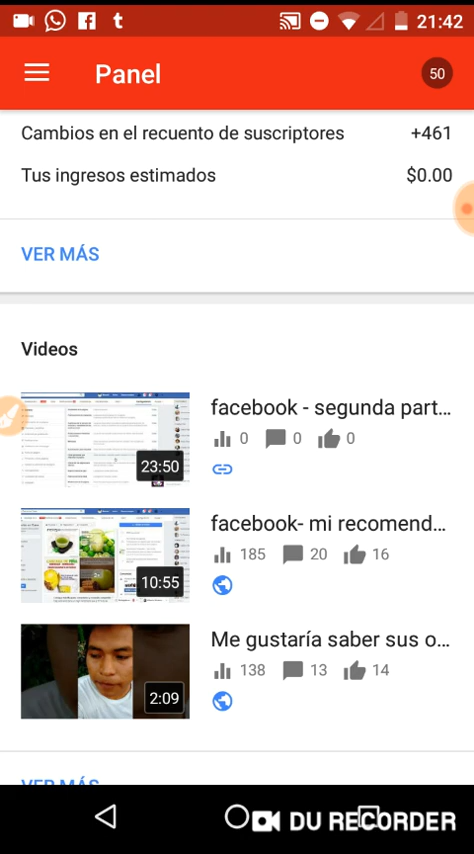 21:42
Panel
50
Cambios en el recuento de suscriptores +461
Tus ingresos estimados $0.00
VER MÁS
Videos
facebook - segunda part...
0 0 0
23:50
facebook- mi recomend...
185 20 16
10:55
Me gustaría saber sus o...
138 13 14
2:09
VER MÁS
DU RECORDER